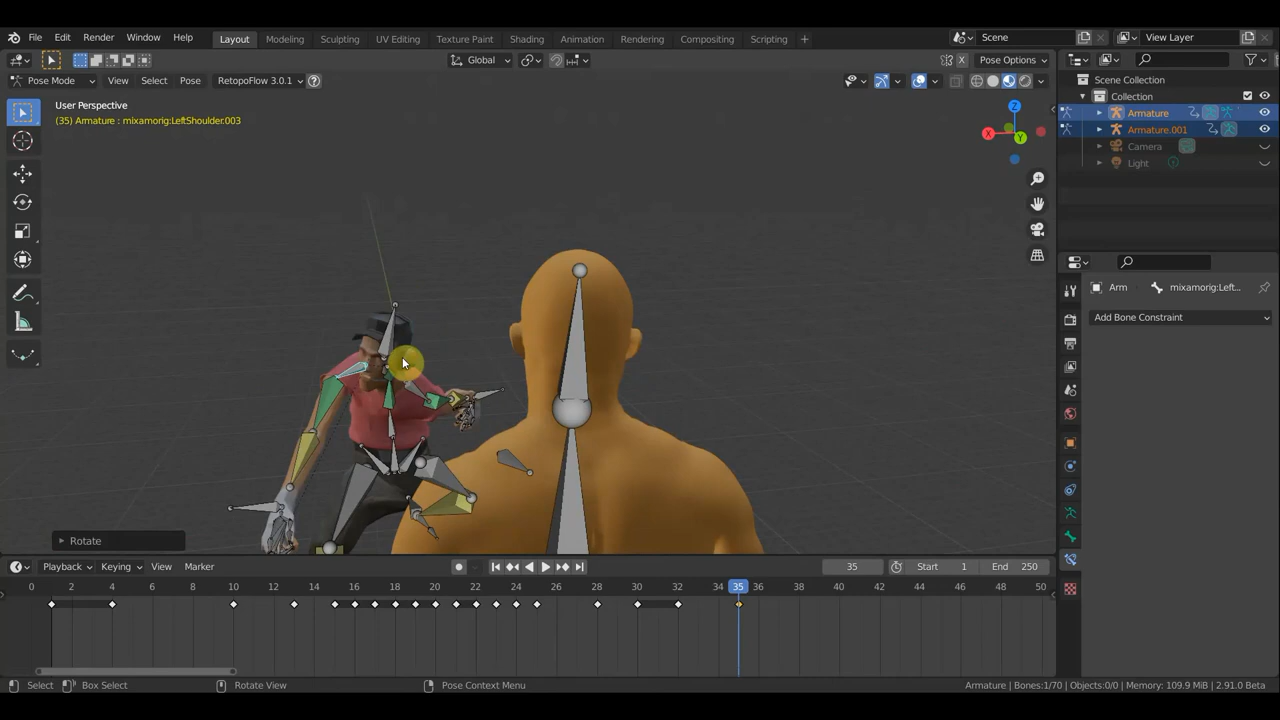 File Edit Render Window Help Layout Modeling Sculpting UV Editing Texture Paint Shading Animation Rendering Compositing Scripting + Scene View Layer
Global Pose Options
Pose Mode View Select Pose RetopoFlow 3.0.1
User Perspective
(35) Armature : mixamorig:LeftShoulder.003
Scene Collection
Collection
Armature
Armature.001
Camera
Light
Arm mixamorig:Left...
Add Bone Constraint
X Y Z
Rotate
Playback Keying View Marker 35 Start 1 End 250
0 2 4 6 8 10 12 14 16 18 20 22 24 26 28 30 32 34 35 36 38 40 42 44 46 48 50
Select Box Select Rotate View Pose Context Menu Armature | Bones:1/70 | Objects:0/0 | Memory: 109.9 MiB | 2.91.0 Beta